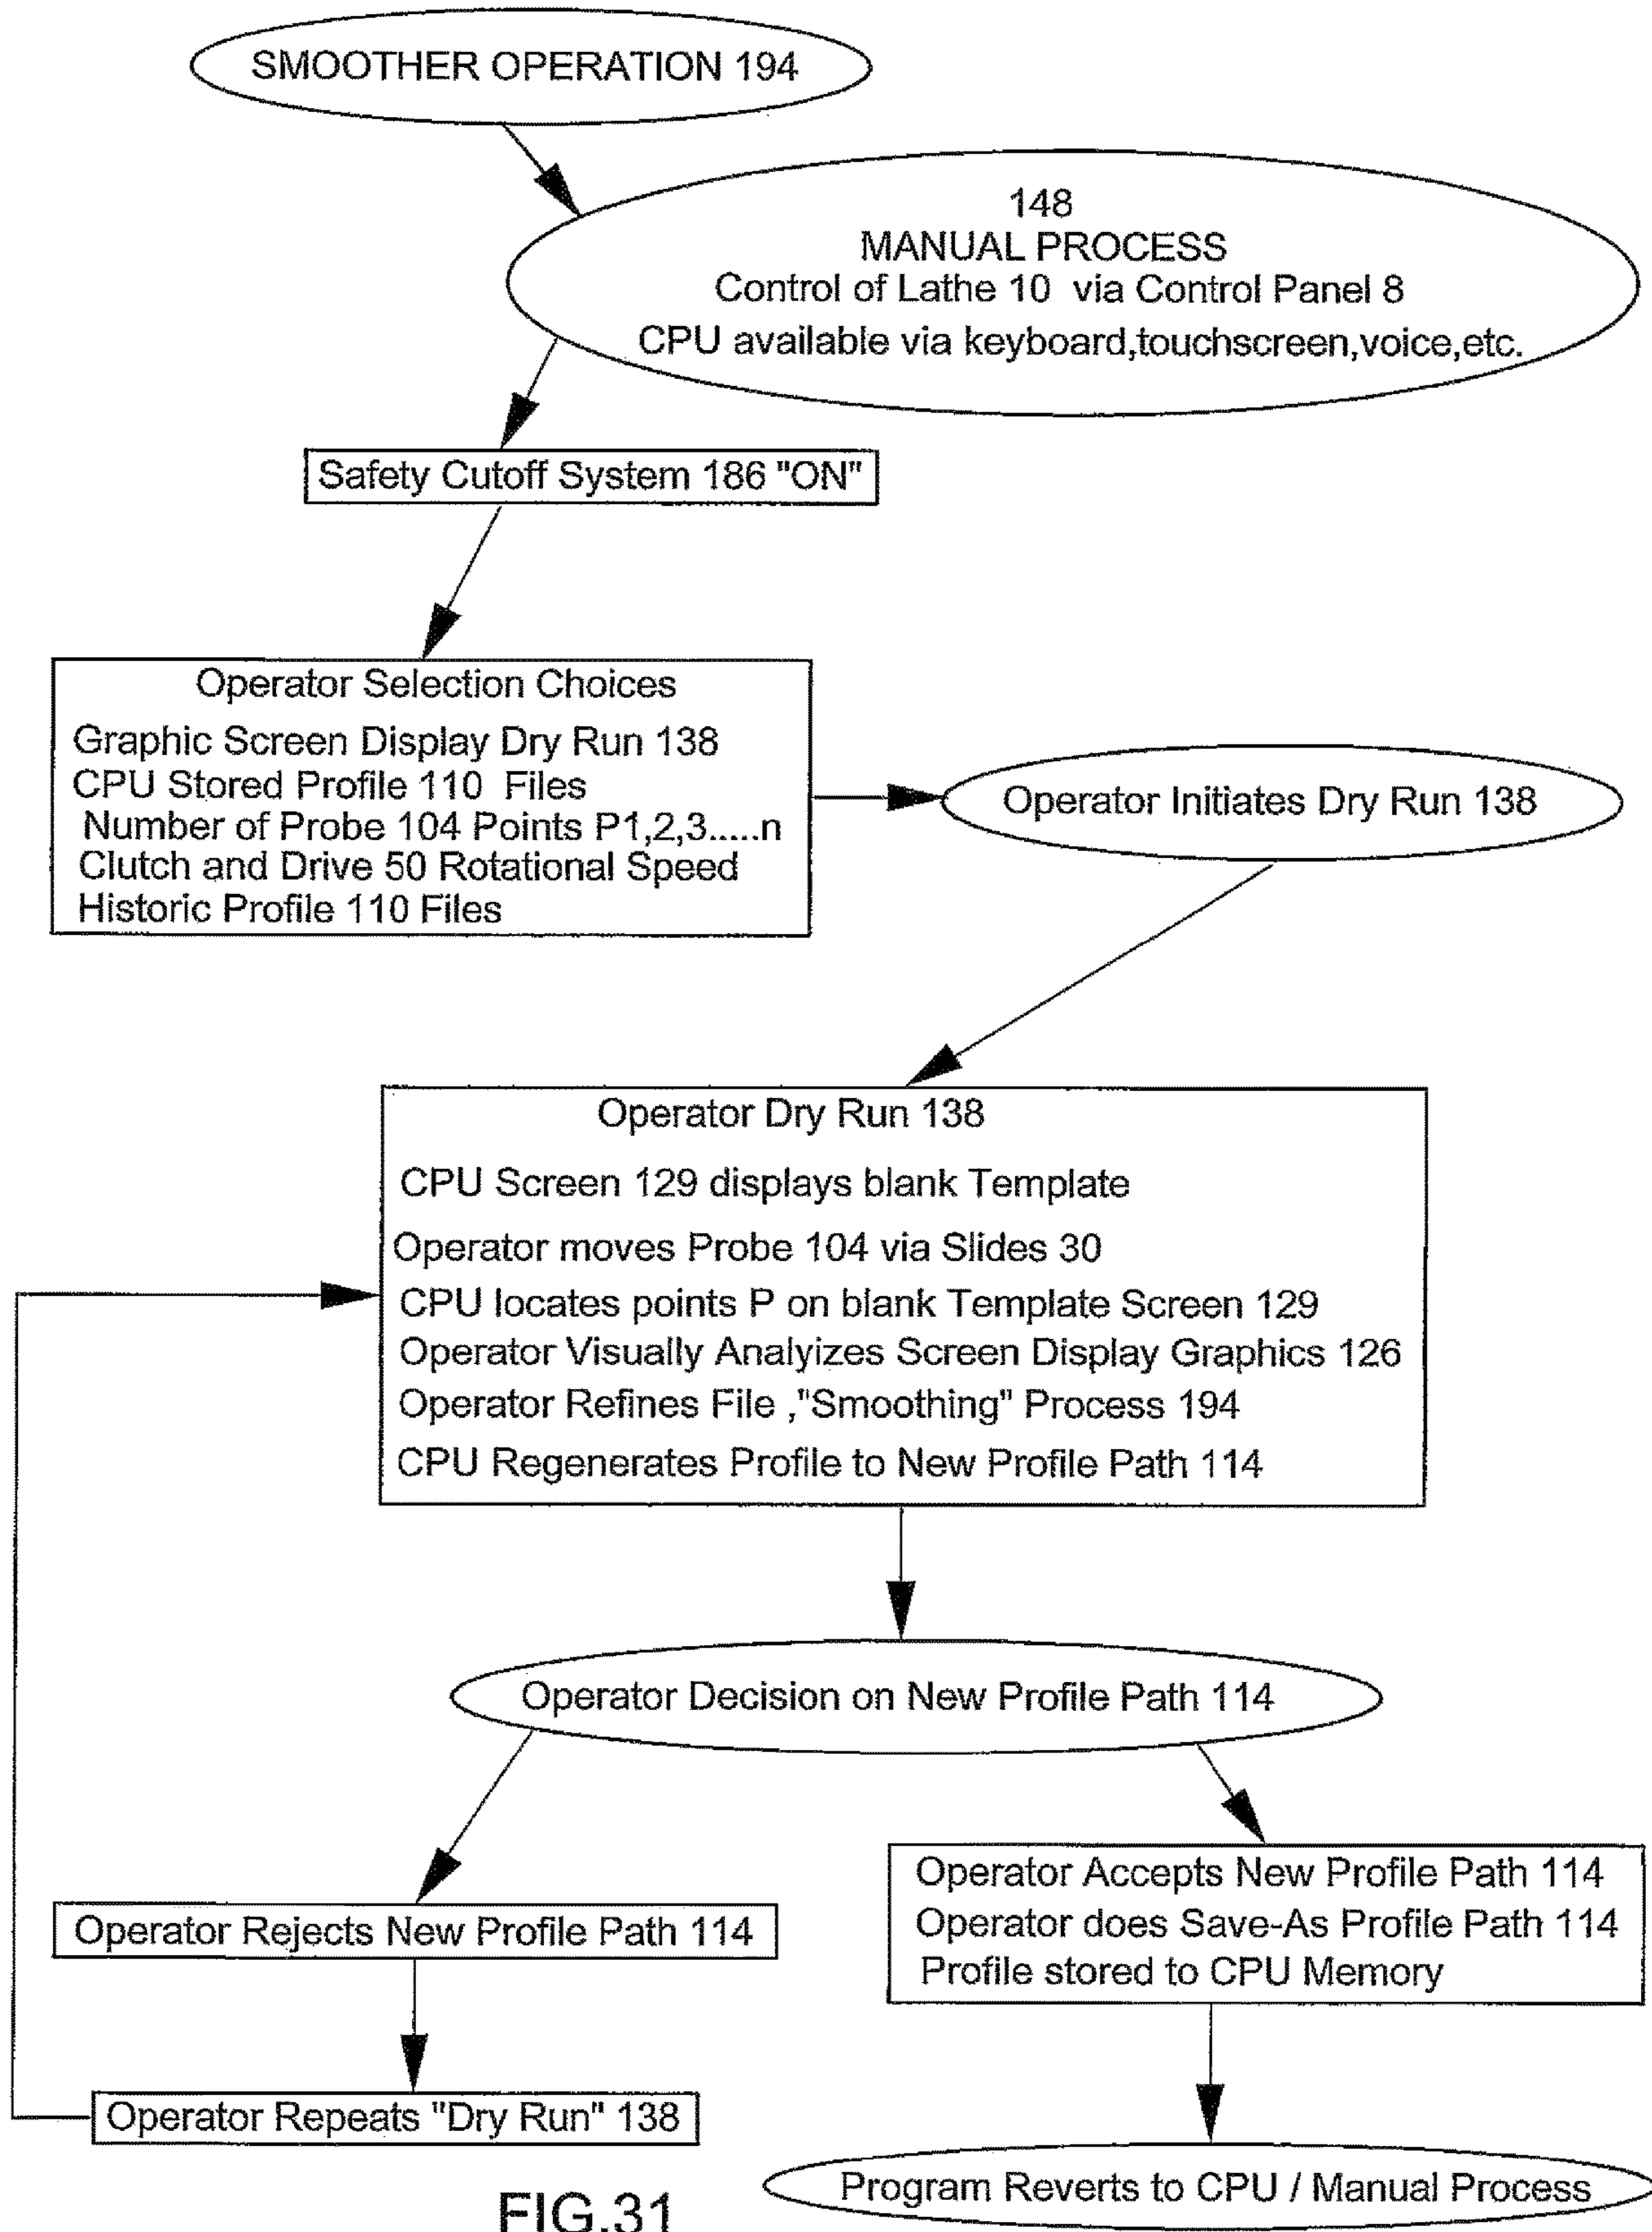 SMOOTHER OPERATION 194
148
MANUAL PROCESS
Control of Lathe 10 via Control Panel 8
CPU available via keyboard,touchscreen,voice,etc.
Safety Cutoff System 186 "ON"
Operator Selection Choices
Graphic Screen Display Dry Run 138
CPU Stored Profile 110 Files
Number of Probe 104 Points P1,2,3.....n
Clutch and Drive 50 Rotational Speed
Historic Profile 110 Files
Operator Initiates Dry Run 138
Operator Dry Run 138
CPU Screen 129 displays blank Template
Operator moves Probe 104 via Slides 30
CPU locates points P on blank Template Screen 129
Operator Visually Analyizes Screen Display Graphics 126
Operator Refines File ,"Smoothing" Process 194
CPU Regenerates Profile to New Profile Path 114
Operator Decision on New Profile Path 114
Operator Rejects New Profile Path 114
Operator Repeats "Dry Run" 138
Operator Accepts New Profile Path 114
Operator does Save-As Profile Path 114
Profile stored to CPU Memory
Program Reverts to CPU / Manual Process
FIG.31